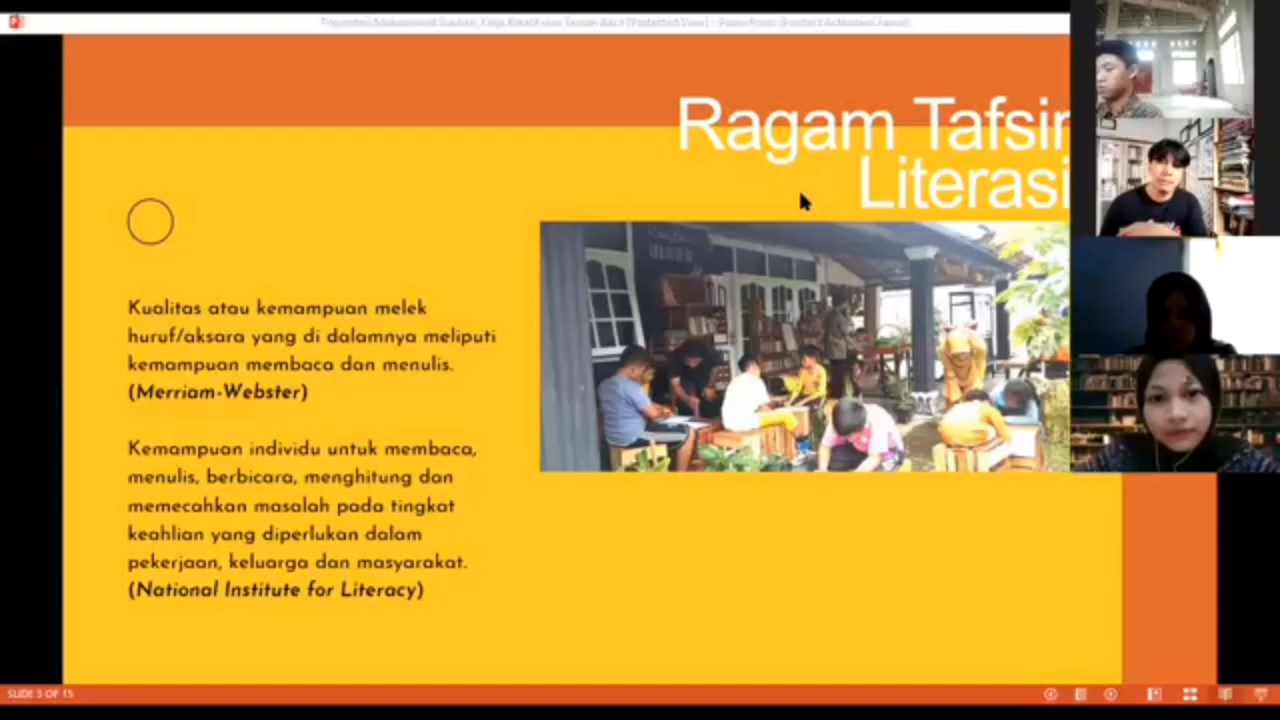 Ragam Tafsir
Literasi
Kualitas atau kemampuan melek
huruf/aksara yang di dalamnya meliputi
kemampuan membaca dan menulis.
(Merriam-Webster)
Kemampuan individu untuk membaca,
menulis, berbicara, menghitung dan
memecahkan masalah pada tingkat
keahlian yang diperlukan dalam
pekerjaan, keluarga dan masyarakat.
(National Institute for Literacy)
SLIDE 3 OF 15